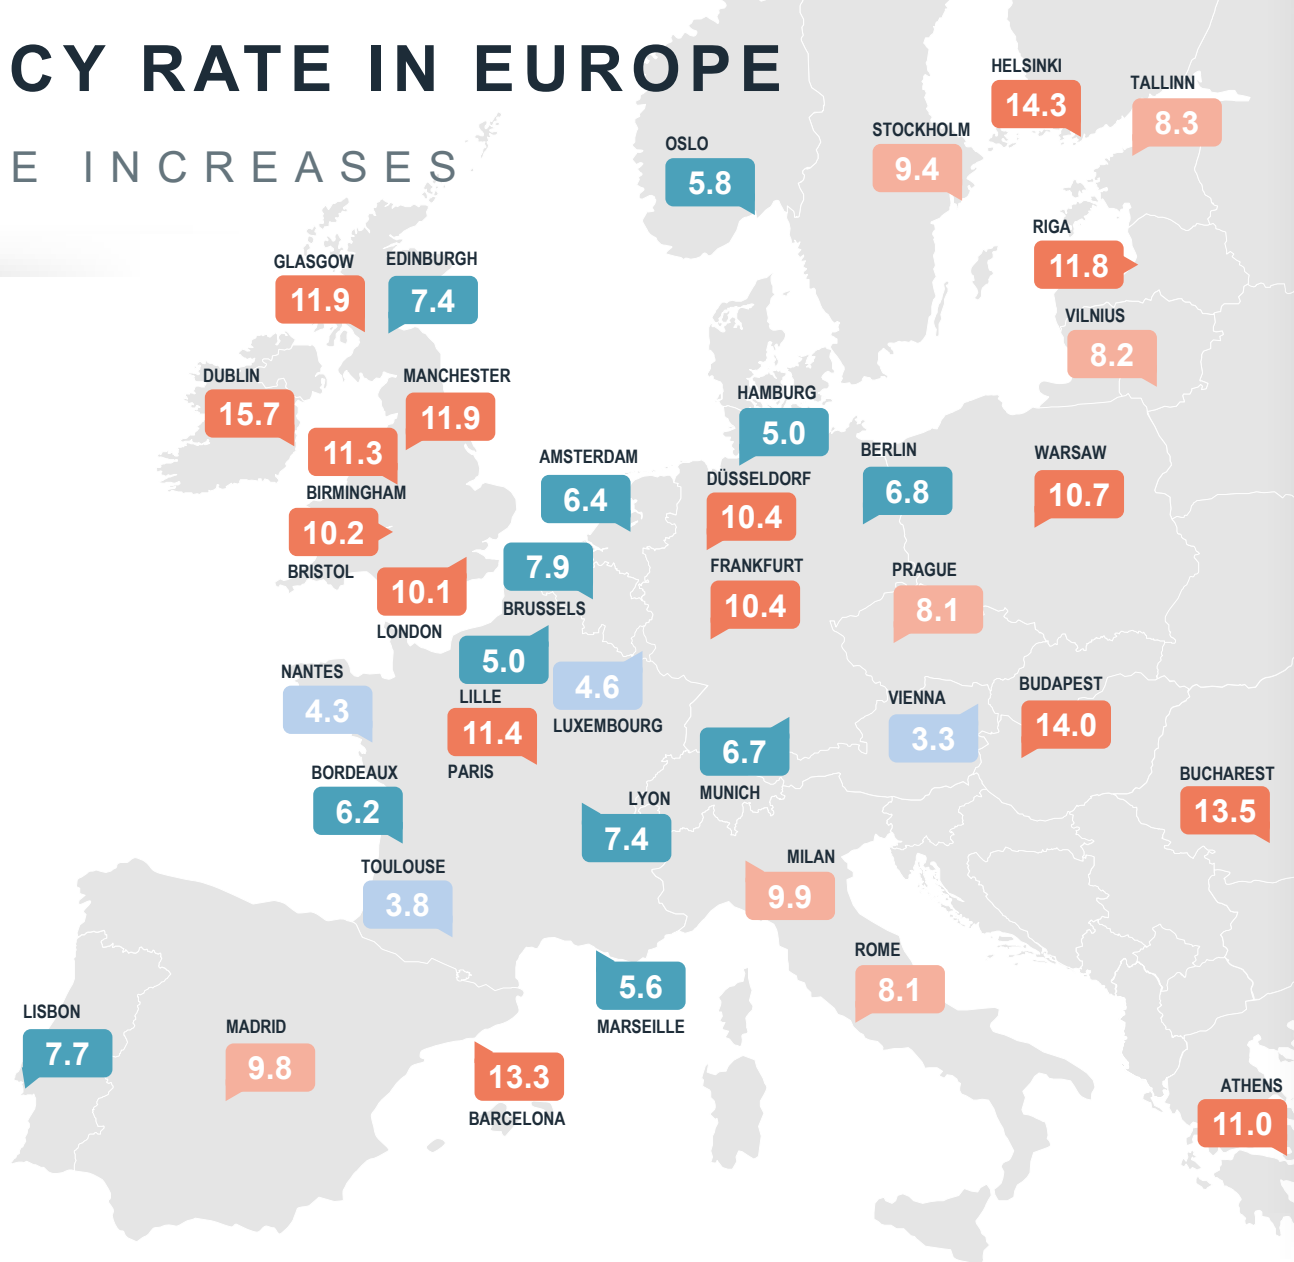 CY RATE IN EUROPE
E INCREASES
HELSINKI
14.3
TALLINN
8.3
STOCKHOLM
9.4
OSLO
5.8
RIGA
11.8
GLASGOW
11.9
EDINBURGH
7.4
VILNIUS
8.2
DUBLIN
15.7
MANCHESTER
11.9
HAMBURG
5.0
11.3
BIRMINGHAM
AMSTERDAM
6.4
BERLIN
6.8
WARSAW
10.7
DÜSSELDORF
10.4
10.2
BRISTOL
7.9
BRUSSELS
FRANKFURT
10.4
PRAGUE
8.1
10.1
LONDON
5.0
LILLE
4.6
LUXEMBOURG
NANTES
4.3
VIENNA
3.3
BUDAPEST
14.0
11.4
PARIS
6.7
MUNICH
BORDEAUX
6.2
LYON
7.4
BUCHAREST
13.5
TOULOUSE
3.8
MILAN
9.9
ROME
8.1
5.6
MARSEILLE
LISBON
7.7
MADRID
9.8
13.3
BARCELONA
ATHENS
11.0